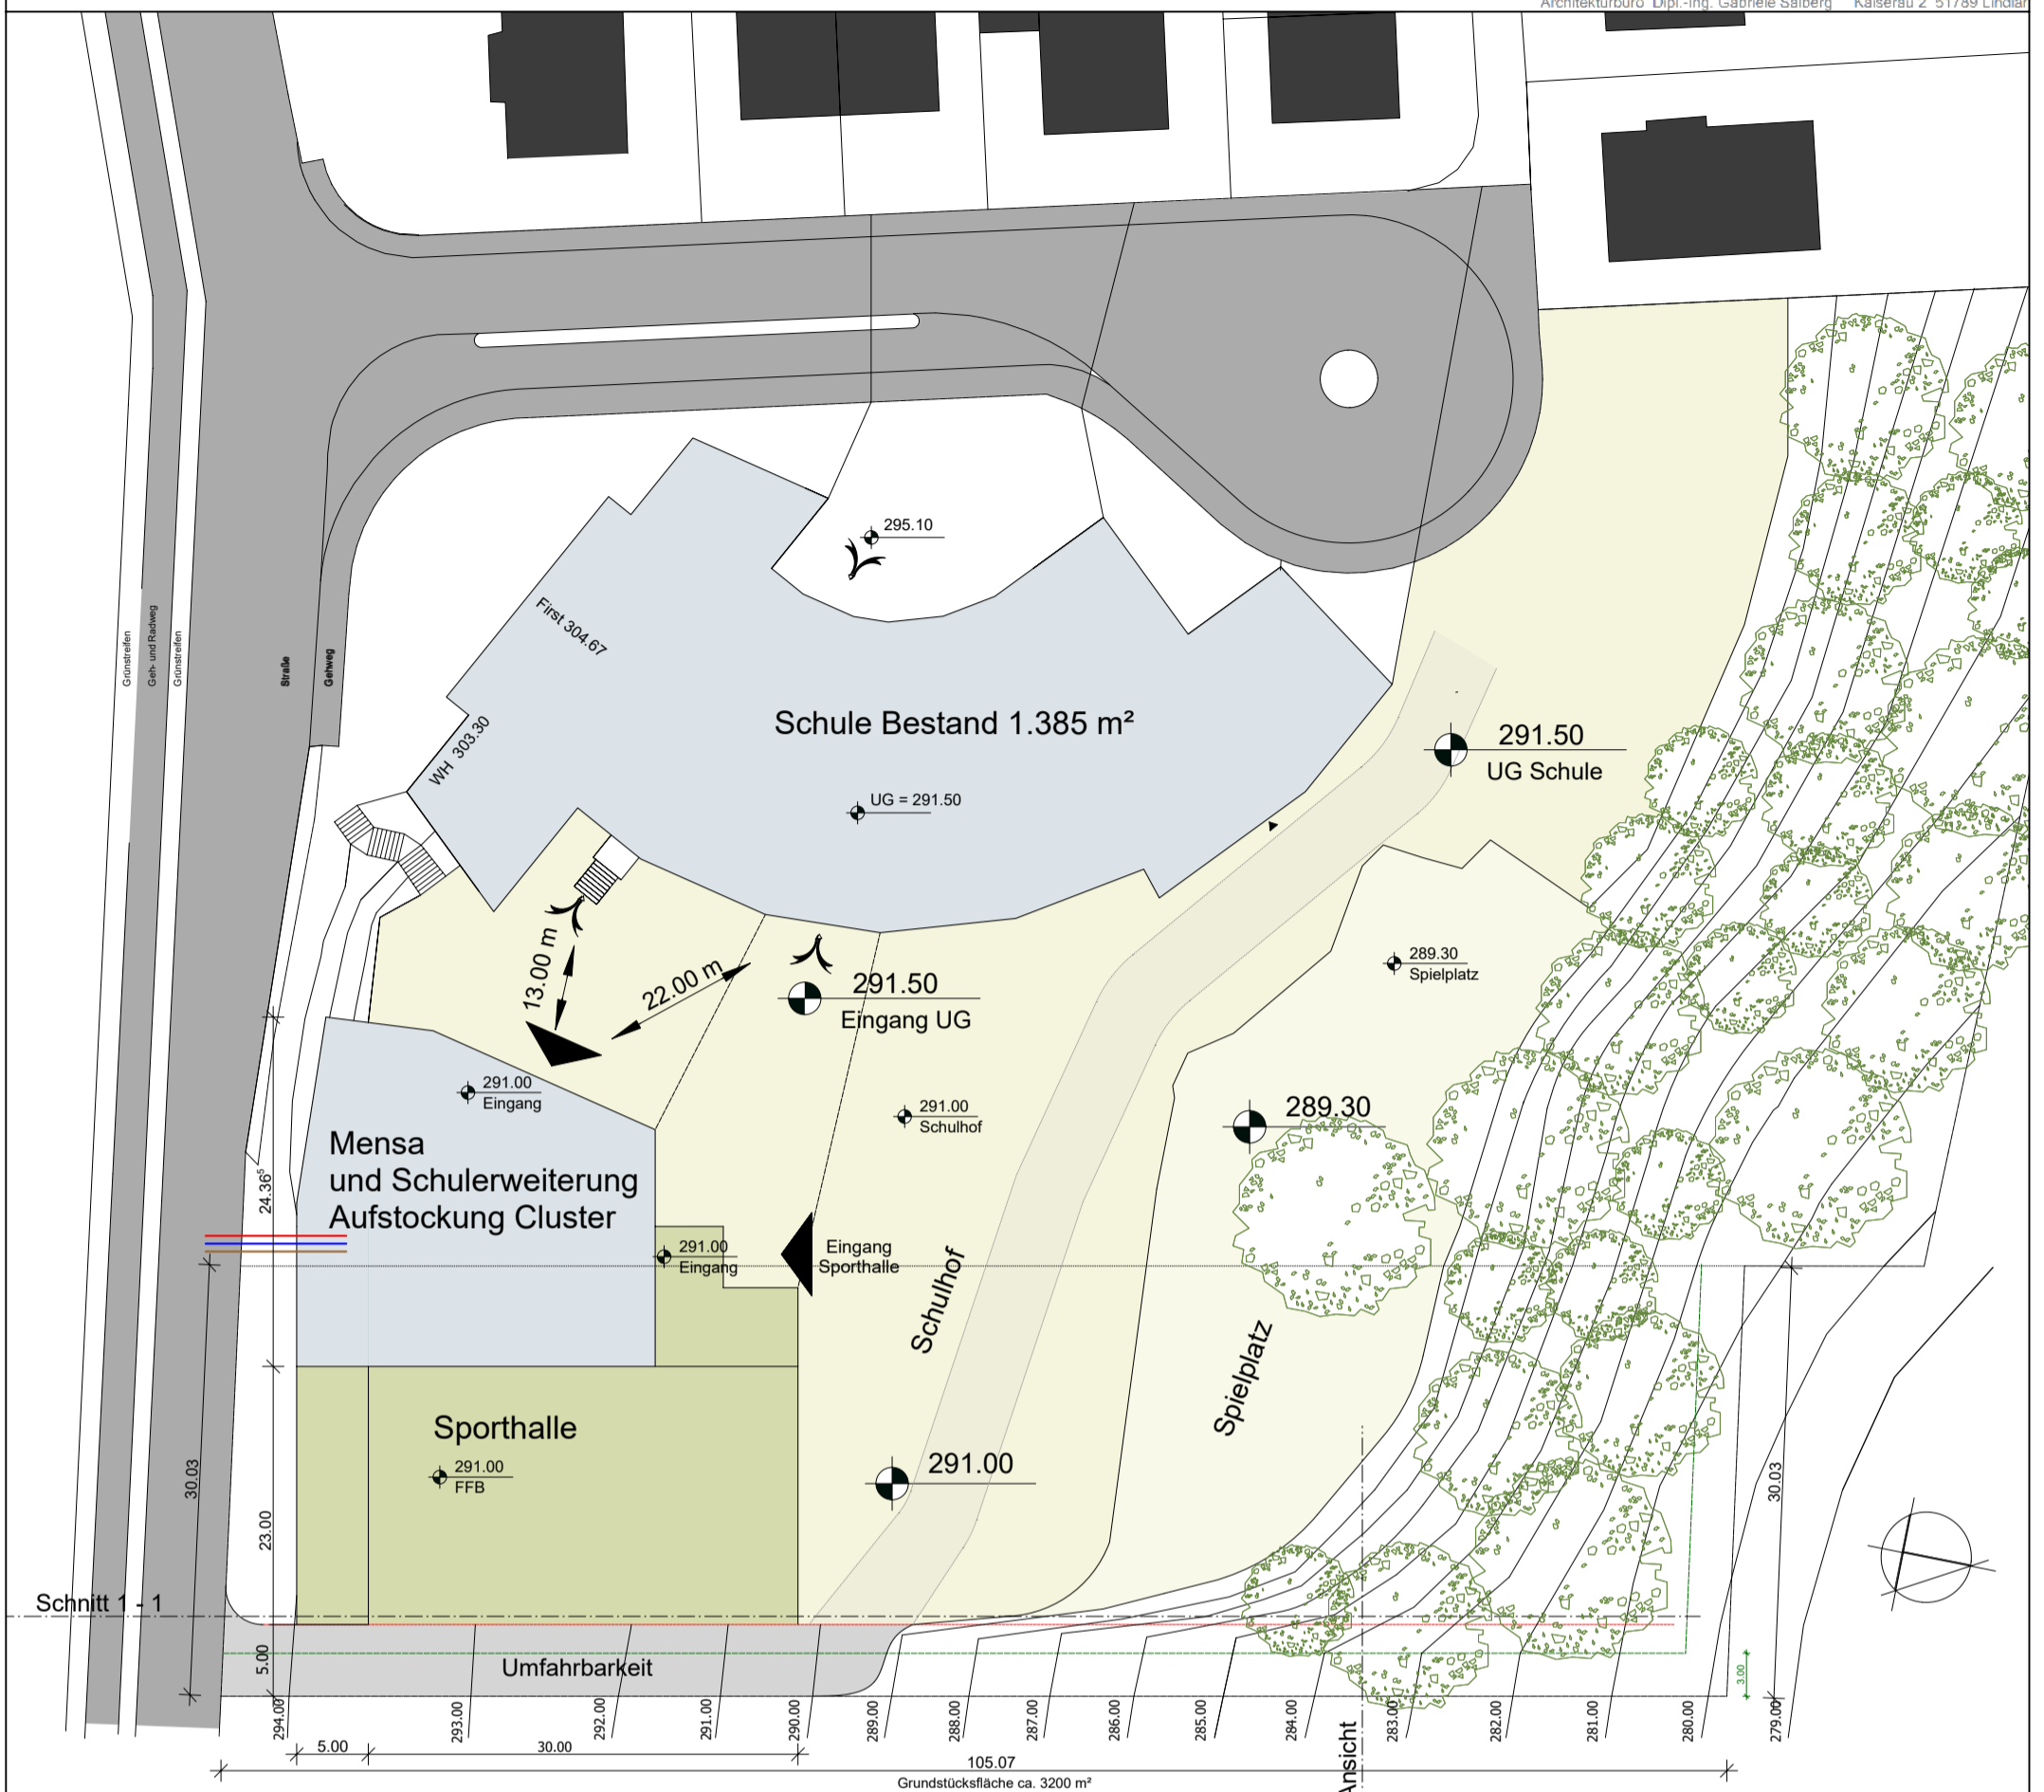 Architekturbüro Dipl.-Ing. Gabriele Salberg Kaiserau 2 51789 Lindlar
295.10
First 304.67
Grünstreifen
Geh- und Radweg
Grünstreifen
Straße
Gehweg
WH 303.30
Schule Bestand 1.385 m²
UG = 291.50
291.50
UG Schule
13.00 m
22.00 m
291.50
Eingang UG
289.30
Spielplatz
291.00
Eingang
291.00
Schulhof
289.30
Mensa
und Schulerweiterung
Aufstockung Cluster
24.36⁵
291.00
Eingang
Eingang
Sporthalle
Schulhof
Spielplatz
Sporthalle
291.00
FFB
291.00
30.03
23.00
30.03
Schnitt 1 - 1
5.00
Umfahrbarkeit
3.00
294.00
293.00
292.00
291.00
290.00
289.00
288.00
287.00
286.00
285.00
284.00
283.00
282.00
281.00
280.00
279.00
Ansicht
5.00
30.00
105.07
Grundstücksfläche ca. 3200 m²